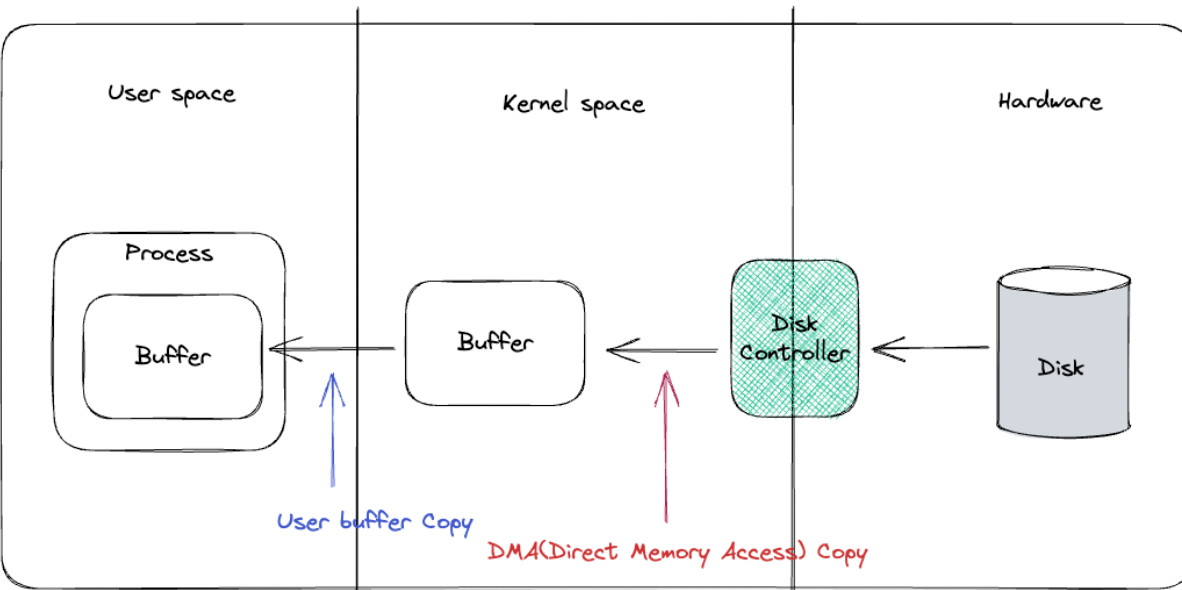 User space
Kernel space
Hardware
Process
Buffer
Buffer
Disk
Controller
Disk
User buffer Copy
DMA(Direct Memory Access) Copy